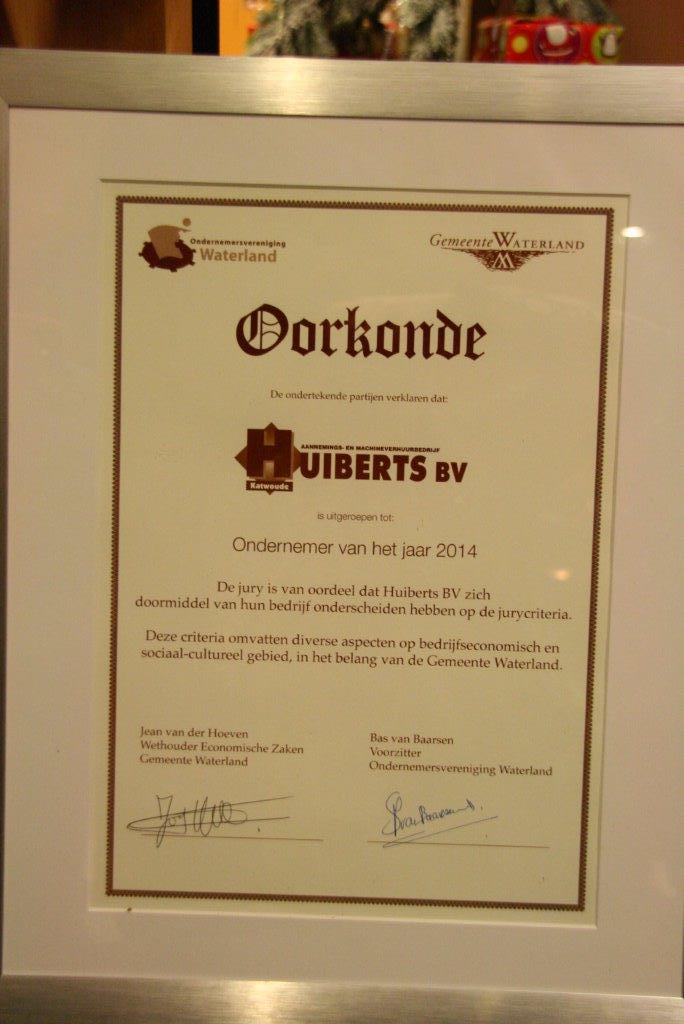 Ondernemersvereniging
Waterland
Gemeente WATERLAND
Oorkonde
De ondertekende partijen verklaren dat:
AANNEMINGS- EN MACHINEVERHUURBEDRIJF
HUIBERTS BV
Katwoude
is uitgeroepen tot:
Ondernemer van het jaar 2014
De jury is van oordeel dat Huiberts BV zich
doormiddel van hun bedrijf onderscheiden hebben op de jurycriteria.
Deze criteria omvatten diverse aspecten op bedrijfseconomisch en
sociaal-cultureel gebied, in het belang van de Gemeente Waterland.
Jean van der Hoeven
Wethouder Economische Zaken
Gemeente Waterland
Bas van Baarsen
Voorzitter
Ondernemersvereniging Waterland